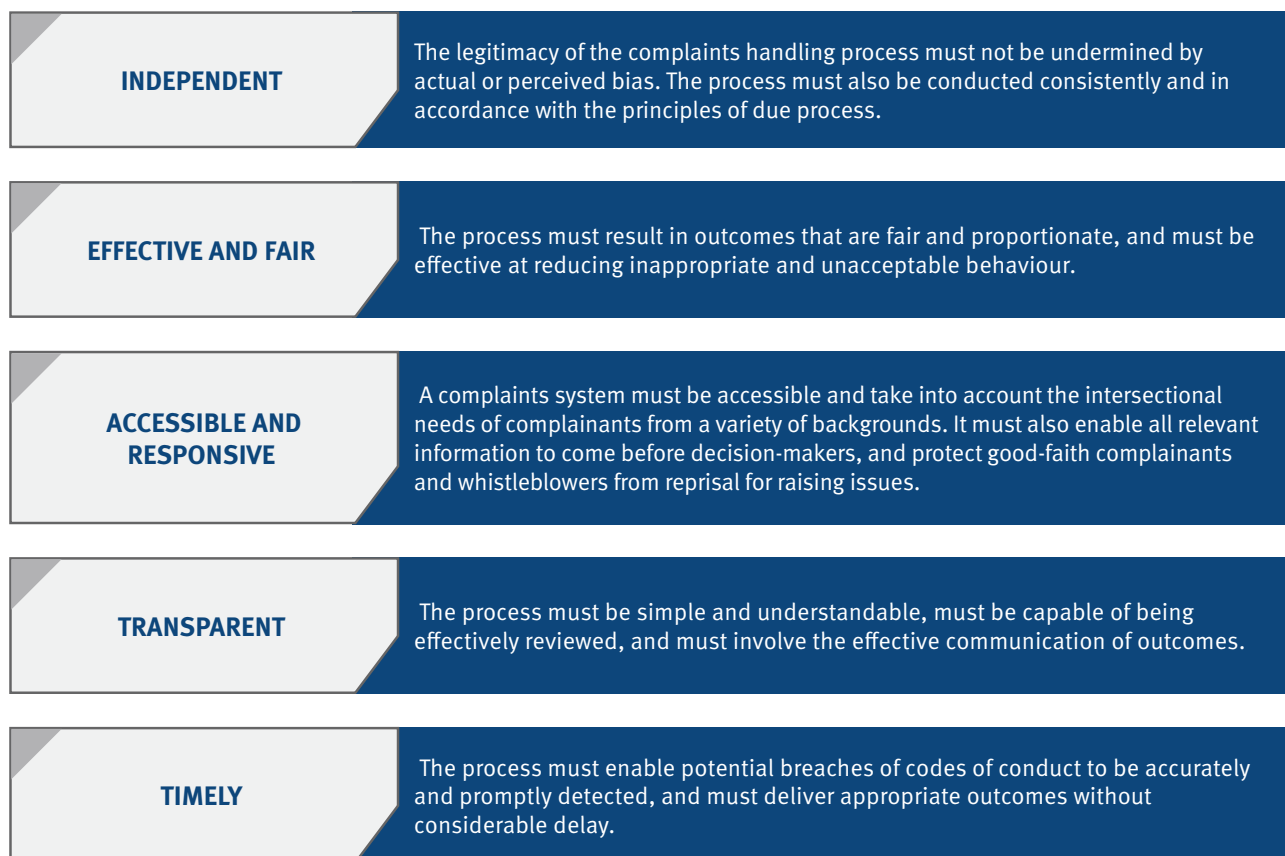 INDEPENDENT
The legitimacy of the complaints handling process must not be undermined by
actual or perceived bias. The process must also be conducted consistently and in
accordance with the principles of due process.
EFFECTIVE AND FAIR
The process must result in outcomes that are fair and proportionate, and must be
effective at reducing inappropriate and unacceptable behaviour.
ACCESSIBLE AND
RESPONSIVE
A complaints system must be accessible and take into account the intersectional
needs of complainants from a variety of backgrounds. It must also enable all relevant
information to come before decision-makers, and protect good-faith complainants
and whistleblowers from reprisal for raising issues.
TRANSPARENT
The process must be simple and understandable, must be capable of being
effectively reviewed, and must involve the effective communication of outcomes.
TIMELY
The process must enable potential breaches of codes of conduct to be accurately
and promptly detected, and must deliver appropriate outcomes without
considerable delay.